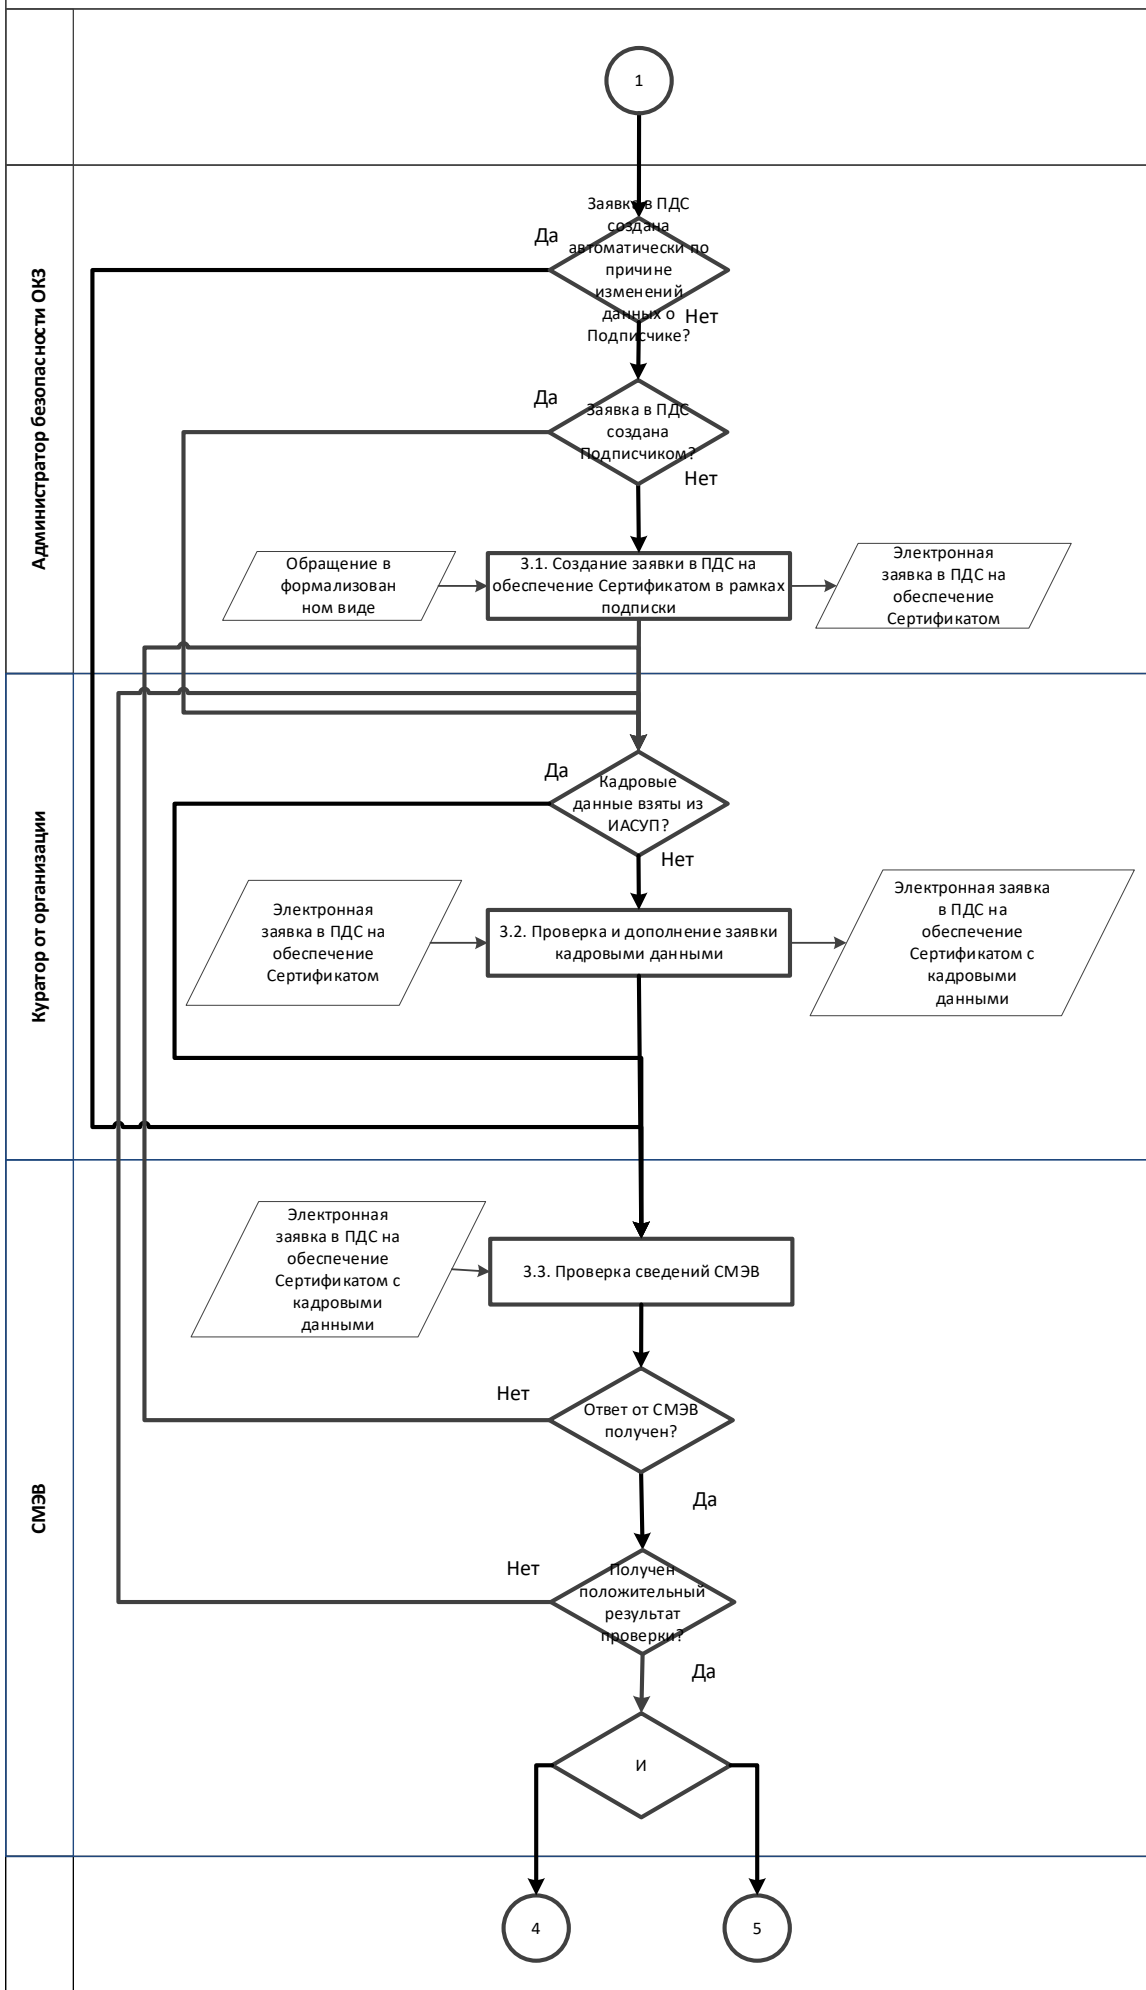 1
Администратор безопасности ОКЗ
Заявка в ПДС
создана
автоматически по
причине
изменений
данных о
Подписчике?
Да
Нет
Заявка в ПДС
создана
Подписчиком?
Да
Нет
Обращение в
формализован
ном виде
3.1. Создание заявки в ПДС на
обеспечение Сертификатом в рамках
подписки
Электронная
заявка в ПДС на
обеспечение
Сертификатом
Куратор от организации
Да
Кадровые
данные взяты из
ИАСУП?
Нет
Электронная
заявка в ПДС на
обеспечение
Сертификатом
3.2. Проверка и дополнение заявки
кадровыми данными
Электронная заявка
в ПДС на
обеспечение
Сертификатом с
кадровыми
данными
СМЭВ
Электронная
заявка в ПДС на
обеспечение
Сертификатом с
кадровыми
данными
3.3. Проверка сведений СМЭВ
Нет
Ответ от СМЭВ
получен?
Да
Нет
Получен
положительный
результат
проверки?
Да
И
4
5